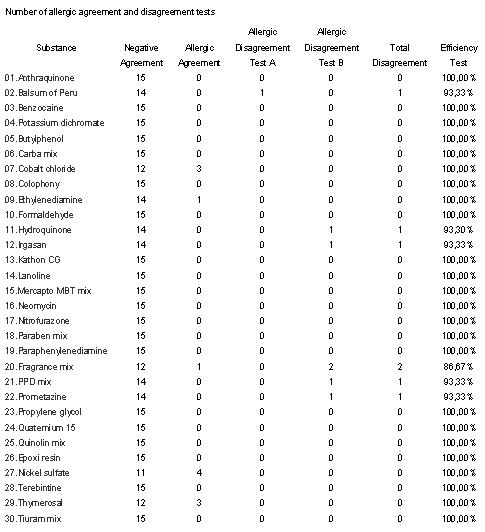 Number of allergic agreement and disagreement tests
Allergic Allergic
Substance Negative Allergic Disagreement Disagreement Total Efficiency
Agreement Agreement Test A Test B Disagreement Test
01.Anthraquinone 15 0 0 0 0 100,00%
02.Balsum of Peru 14 0 1 0 1 93,33%
03.Benzocaine 15 0 0 0 0 100,00%
04.Potassium dichromate 15 0 0 0 0 100,00%
05.Butylphenol 15 0 0 0 0 100,00%
06.Carba mix 15 0 0 0 0 100,00%
07.Cobalt chloride 12 3 0 0 0 100,00%
08.Colophony 15 0 0 0 0 100,00%
09.Ethylenediamine 14 1 0 0 0 100,00%
10.Formaldehyde 15 0 0 0 0 100,00%
11.Hydroquinone 14 0 0 1 1 93,30%
12.Irgasan 14 0 0 1 1 93,33%
13.Kathon CG 15 0 0 0 0 100,00%
14.Lanoline 15 0 0 0 0 100,00%
15.Mercapto MBT mix 15 0 0 0 0 100,00%
16.Neomycin 15 0 0 0 0 100,00%
17.Nitrofurazone 15 0 0 0 0 100,00%
18.Paraben mix 15 0 0 0 0 100,00%
19.Paraphenylenediamine 15 0 0 0 0 100,00%
20.Fragrance mix 12 1 0 2 2 86,67%
21.PPD mix 14 0 0 1 1 93,33%
22.Prometazine 14 0 0 1 1 93,33%
23.Propylene glycol 15 0 0 0 0 100,00%
24.Quaternium 15 15 0 0 0 0 100,00%
25.Quinolin mix 15 0 0 0 0 100,00%
26.Epoxi resin 15 0 0 0 0 100,00%
27.Nickel sulfate 11 4 0 0 0 100,00%
28.Terebintine 15 0 0 0 0 100,00%
29.Thymerosal 12 3 0 0 0 100,00%
30.Tiuram mix 15 0 0 0 0 100,00%